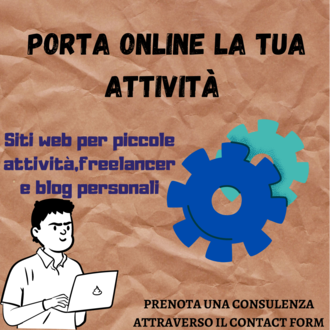 PORTA ONLINE LA TUA
ATTIVITÀ
Siti web per piccole
attività,freelancer
e blog personali
PRENOTA UNA CONSULENZA
ATTRAVERSO IL CONTACT FORM